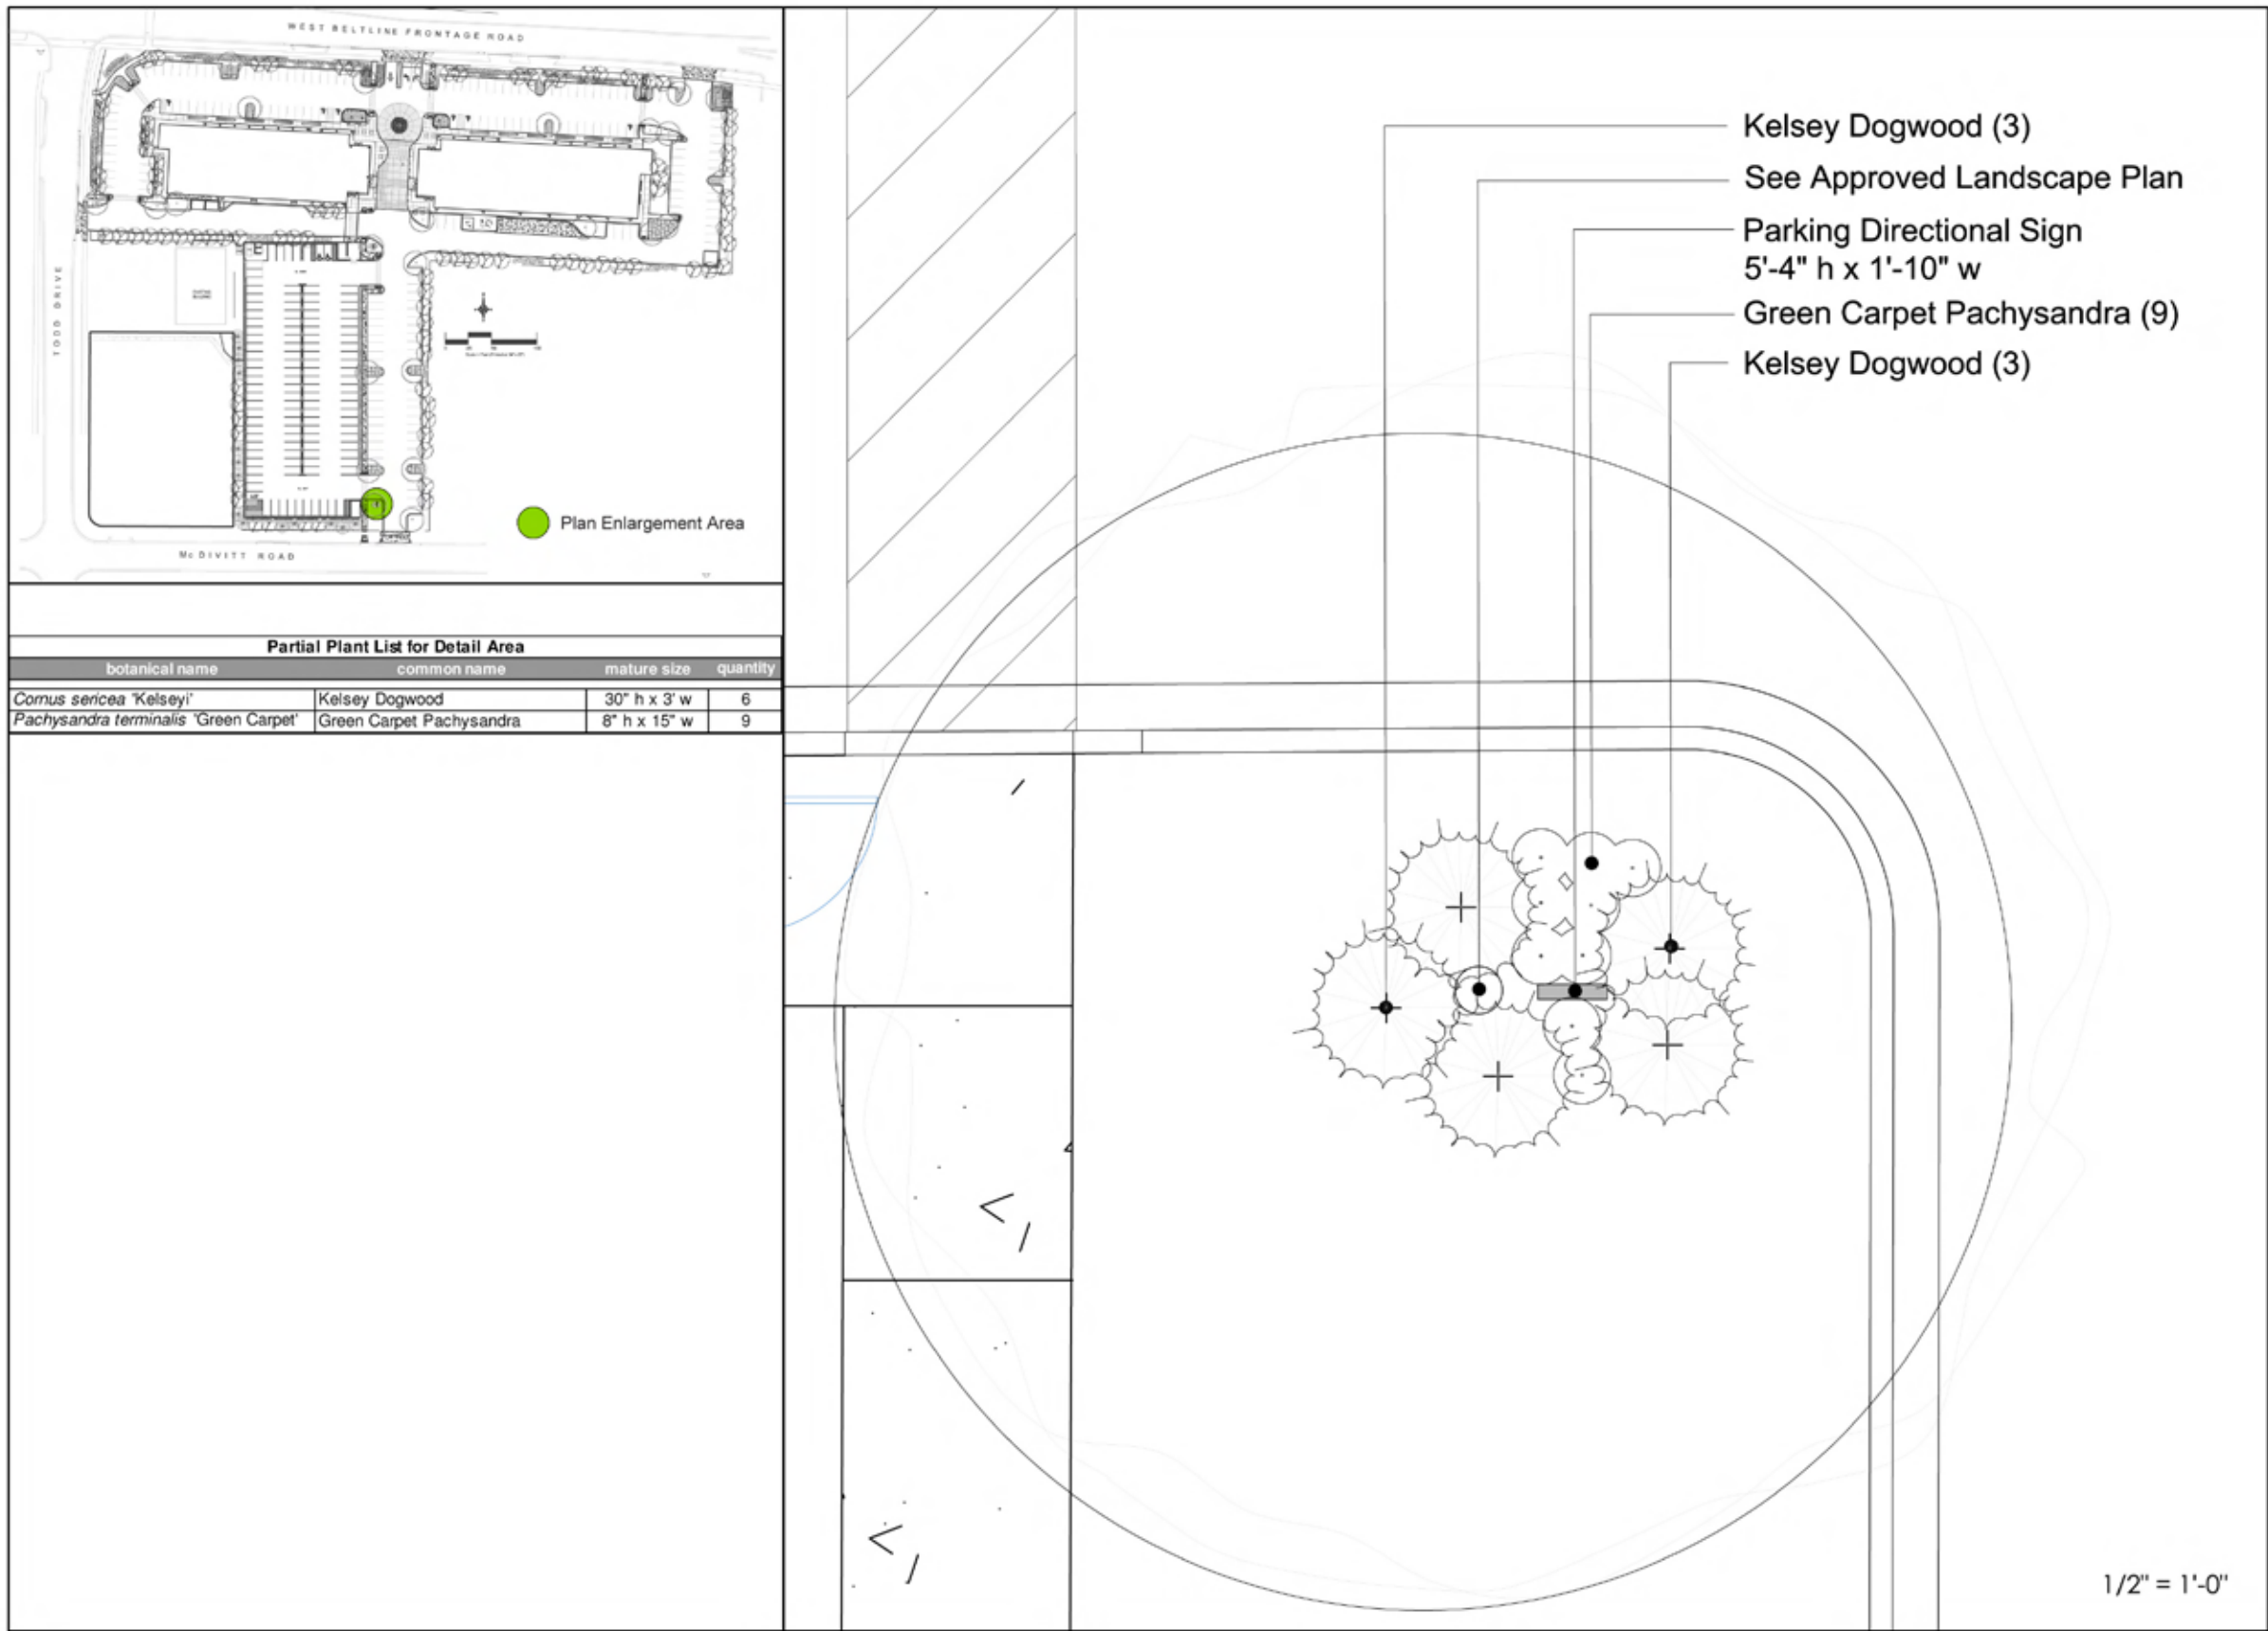 WEST BELTLINE FRONTAGE ROAD
TODD DRIVE
Plan Enlargement Area
McDIVITT ROAD
Partial Plant List for Detail Area
botanical name common name mature size quantity
Cornus sericea 'Kelseyi' Kelsey Dogwood 30" h x 3' w 6
Pachysandra terminalis 'Green Carpet' Green Carpet Pachysandra 8" h x 15" w 9
Kelsey Dogwood (3)
See Approved Landscape Plan
Parking Directional Sign
5'-4" h x 1'-10" w
Green Carpet Pachysandra (9)
Kelsey Dogwood (3)
1/2" = 1'-0"